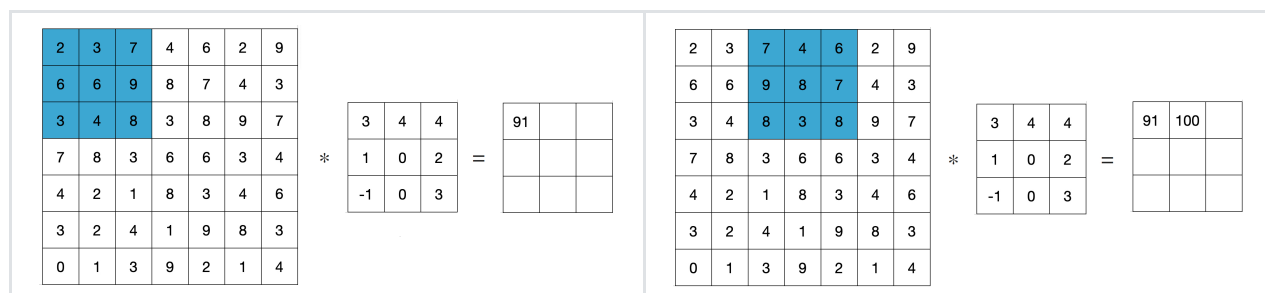 2 3 7 4 6 2 9
6 6 9 8 7 4 3
3 4 8 3 8 9 7
7 8 3 6 6 3 4
4 2 1 8 3 4 6
3 2 4 1 9 8 3
0 1 3 9 2 1 4
*
3 4 4
1 0 2
-1 0 3
=
91
2 3 7 4 6 2 9
6 6 9 8 7 4 3
3 4 8 3 8 9 7
7 8 3 6 6 3 4
4 2 1 8 3 4 6
3 2 4 1 9 8 3
0 1 3 9 2 1 4
*
3 4 4
1 0 2
-1 0 3
=
91 100